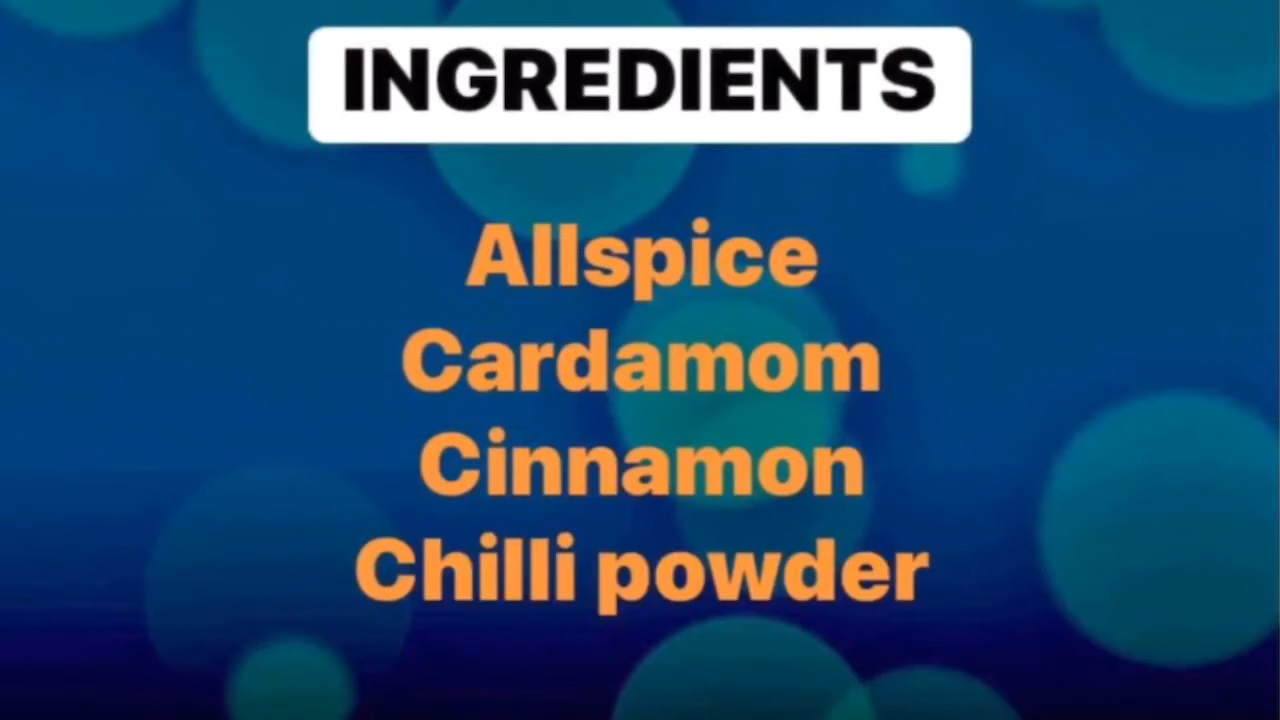 INGREDIENTS
Allspice
Cardamom
Cinnamon
Chilli powder